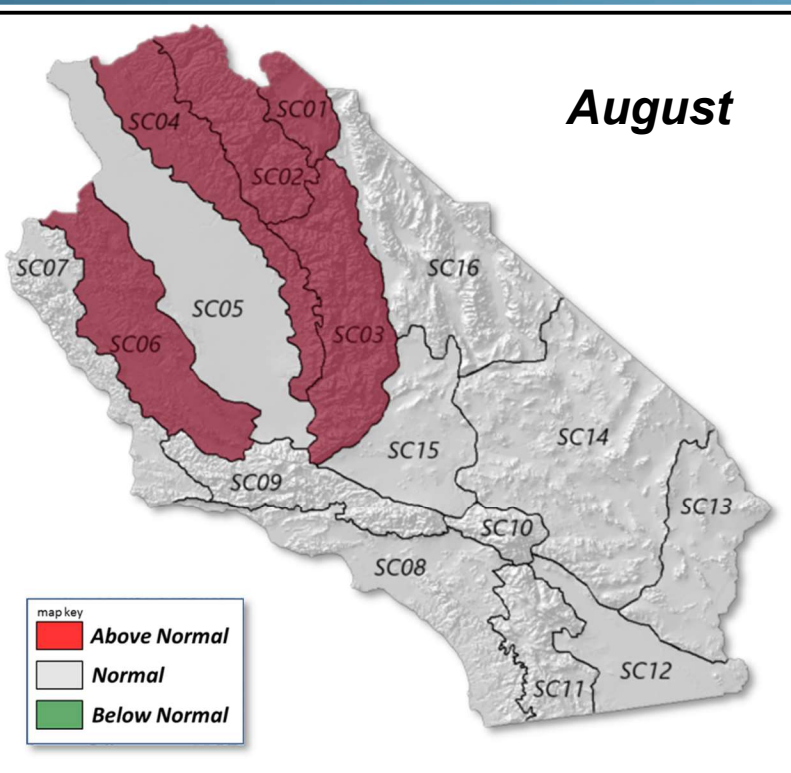 August
SC01
SC04
SC02
SC07
SC16
SC05
SC06
SC03
SC14
SC15
SC09
SC13
SC10
SC08
SC12
SC11
map key
Above Normal
Normal
Below Normal